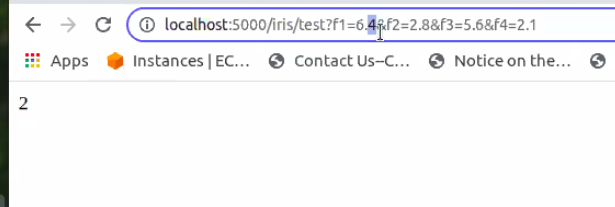 localhost:5000/iris/test?f1=6.4&f2=2.8&f3=5.6&f4=2.1
Apps Instances | EC... Contact Us–C... Notice on the...
2